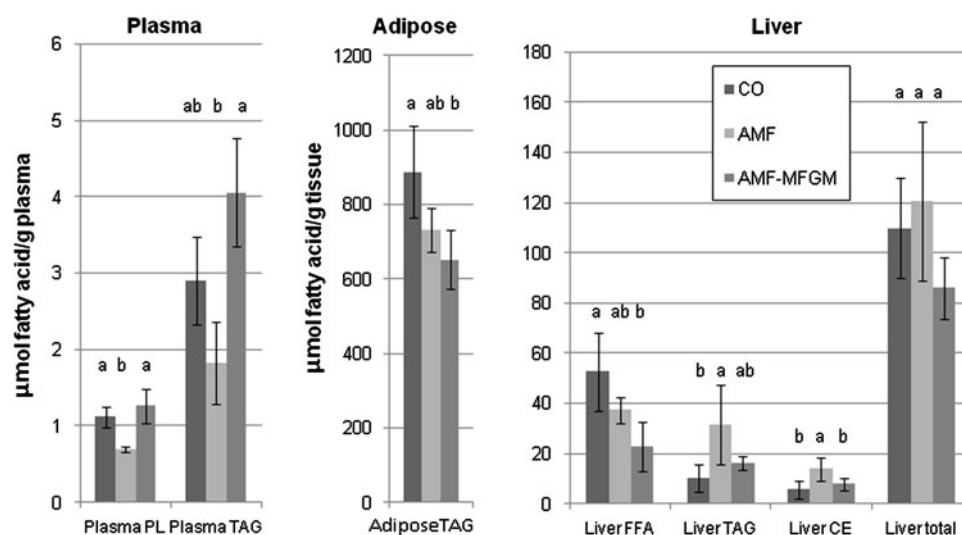 Plasma
µmol fatty acid/g plasma
6
5
4
3
2
1
0
ab b a
a b a
Plasma PL Plasma TAG
Adipose
µmol fatty acid/g tissue
1200
1000
800
600
400
200
0
a ab b
Adipose TAG
Liver
180
160
140
120
100
80
60
40
20
0
CO
AMF
AMF-MFGM
a a a
a ab b
b a ab
b a b
Liver FFA Liver TAG Liver CE Liver total